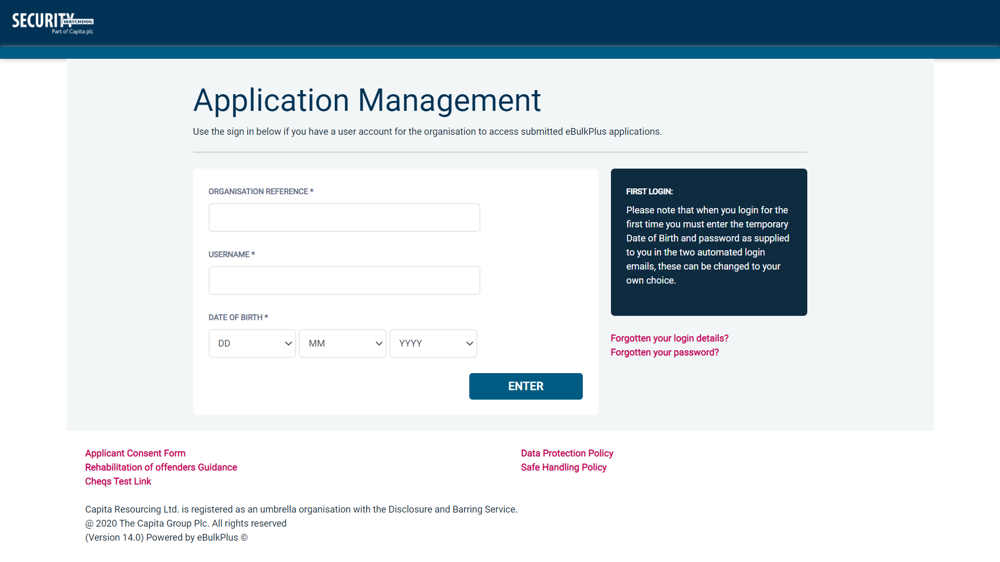 SECURITY
WATCHDOG
Part of Capita plc
Application Management
Use the sign in below if you have a user account for the organisation to access submitted eBulkPlus applications.
ORGANISATION REFERENCE *
USERNAME *
DATE OF BIRTH *
DD
MM
YYYY
ENTER
FIRST LOGIN:
Please note that when you login for the
first time you must enter the temporary
Date of Birth and password as supplied
to you in the two automated login
emails, these can be changed to your
own choice.
Forgotten your login details?
Forgotten your password?
Applicant Consent Form
Rehabilitation of offenders Guidance
Cheqs Test Link
Data Protection Policy
Safe Handling Policy
Capita Resourcing Ltd. is registered as an umbrella organisation with the Disclosure and Barring Service.
@ 2020 The Capita Group Plc. All rights reserved
(Version 14.0) Powered by eBulkPlus ©